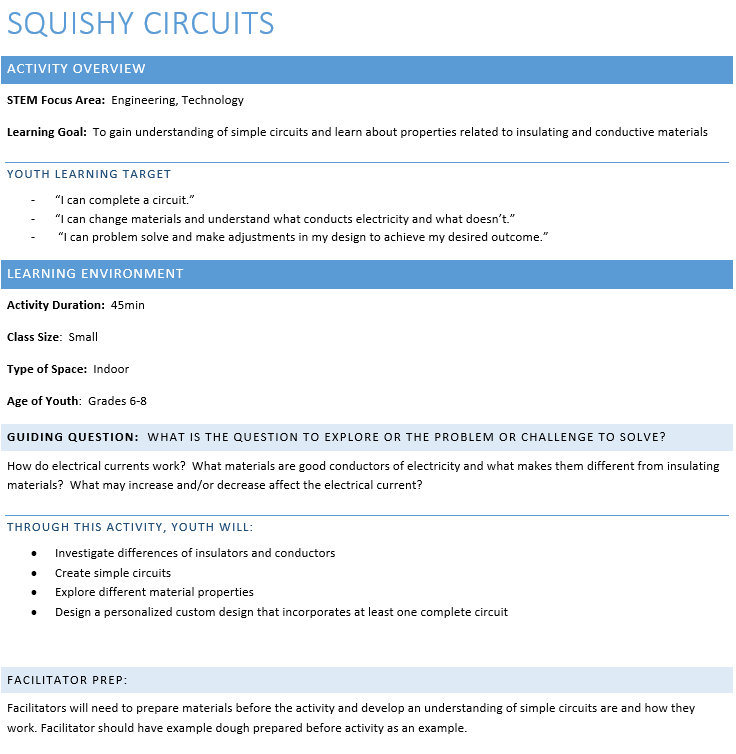 SQUISHY CIRCUITS
ACTIVITY OVERVIEW
STEM Focus Area: Engineering, Technology
Learning Goal: To gain understanding of simple circuits and learn about properties related to insulating and conductive materials
YOUTH LEARNING TARGET
- “I can complete a circuit.”
- “I can change materials and understand what conducts electricity and what doesn’t.”
- “I can problem solve and make adjustments in my design to achieve my desired outcome.”
LEARNING ENVIRONMENT
Activity Duration: 45min
Class Size: Small
Type of Space: Indoor
Age of Youth: Grades 6-8
GUIDING QUESTION: WHAT IS THE QUESTION TO EXPLORE OR THE PROBLEM OR CHALLENGE TO SOLVE?
How do electrical currents work? What materials are good conductors of electricity and what makes them different from insulating
materials? What may increase and/or decrease affect the electrical current?
THROUGH THIS ACTIVITY, YOUTH WILL:
• Investigate differences of insulators and conductors
• Create simple circuits
• Explore different material properties
• Design a personalized custom design that incorporates at least one complete circuit
FACILITATOR PREP:
Facilitators will need to prepare materials before the activity and develop an understanding of simple circuits are and how they
work. Facilitator should have example dough prepared before activity as an example.